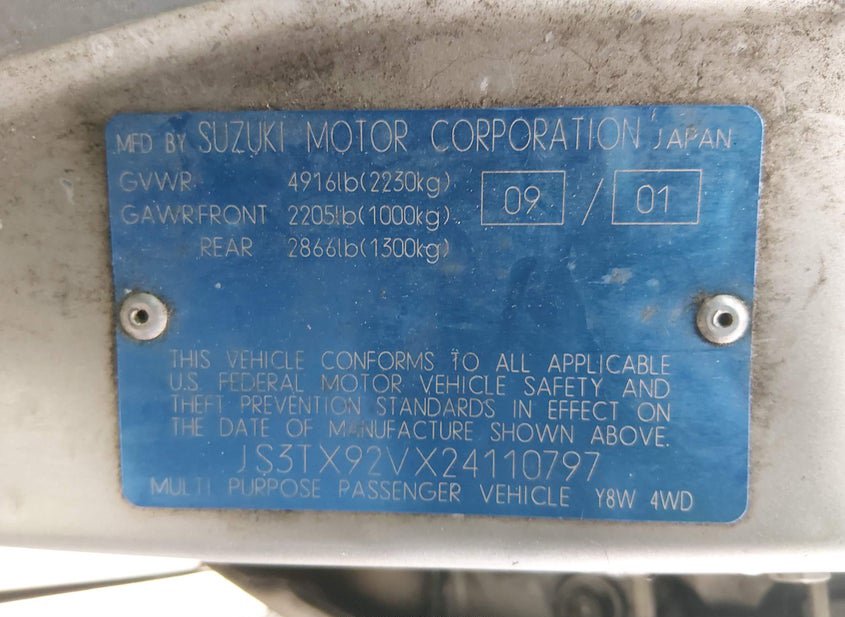 MFD BY SUZUKI MOTOR CORPORATION JAPAN
GVWR 4916lb(2230kg) 09 / 01
GAWR FRONT 2205lb(1000kg)
REAR 2866lb(1300kg)
THIS VEHICLE CONFORMS TO ALL APPLICABLE
U.S. FEDERAL MOTOR VEHICLE SAFETY AND
THEFT PREVENTION STANDARDS IN EFFECT ON
THE DATE OF MANUFACTURE SHOWN ABOVE.
JS3TX92VX24110797
MULTI PURPOSE PASSENGER VEHICLE Y8W 4WD